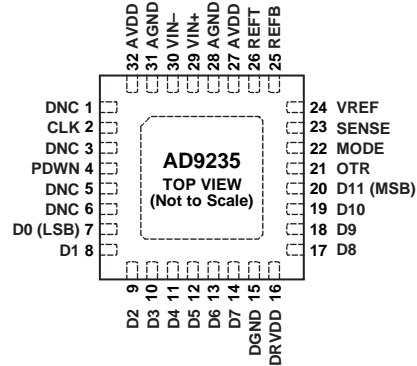 32 AVDD
31 AGND
30 VIN–
29 VIN+
28 AGND
27 AVDD
26 REFT
25 REFB
DNC 1
CLK 2
DNC 3
PDWN 4
DNC 5
DNC 6
D0 (LSB) 7
D1 8
AD9235
TOP VIEW
(Not to Scale)
24 VREF
23 SENSE
22 MODE
21 OTR
20 D11 (MSB)
19 D10
18 D9
17 D8
D2 9
D3 10
D4 11
D5 12
D6 13
D7 14
DGND 15
DRVDD 16